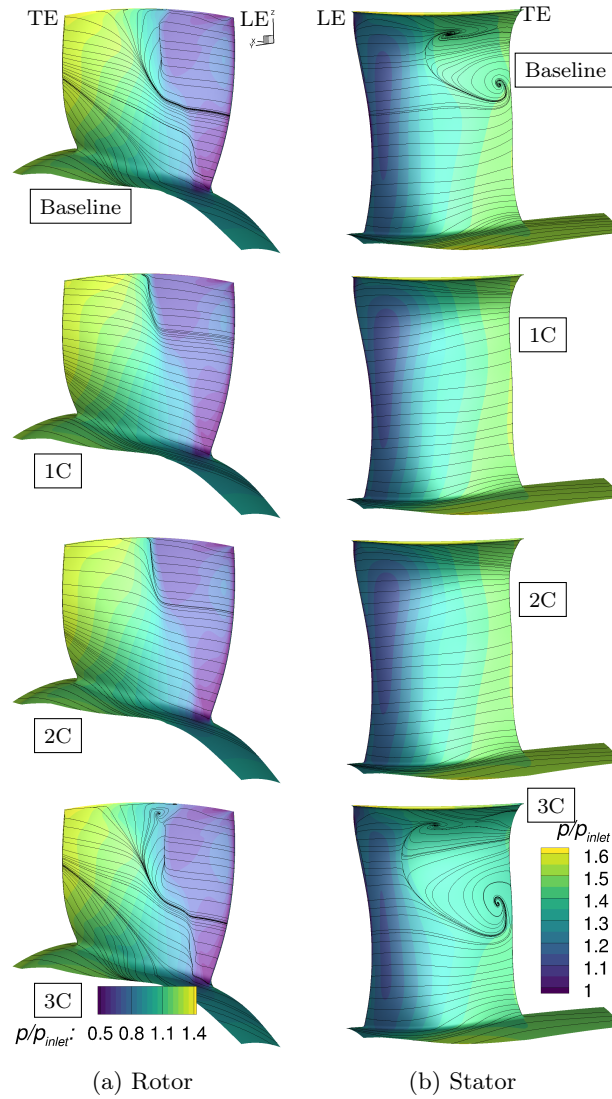 TE LE LE TE
z
x
Y
Baseline Baseline
1C 1C
2C 2C
3C
p/p_inlet
1.6
1.5
1.4
1.3
1.2
1.1
1
3C
p/p_inlet: 0.5 0.8 1.1 1.4
(a) Rotor (b) Stator